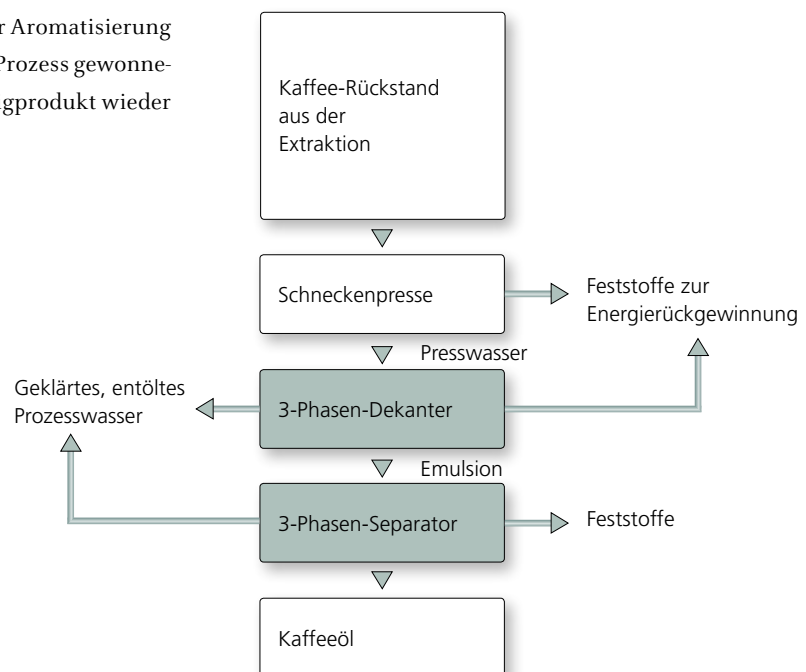 r Aromatisierung
Prozess gewonne-
gprodukt wieder
Kaffee-Rückstand
aus der
Extraktion
Schneckenpresse
Feststoffe zur
Energierückgewinnung
Presswasser
Geklärtes, entöltes
Prozesswasser
3-Phasen-Dekanter
Emulsion
3-Phasen-Separator
Feststoffe
Kaffeeöl